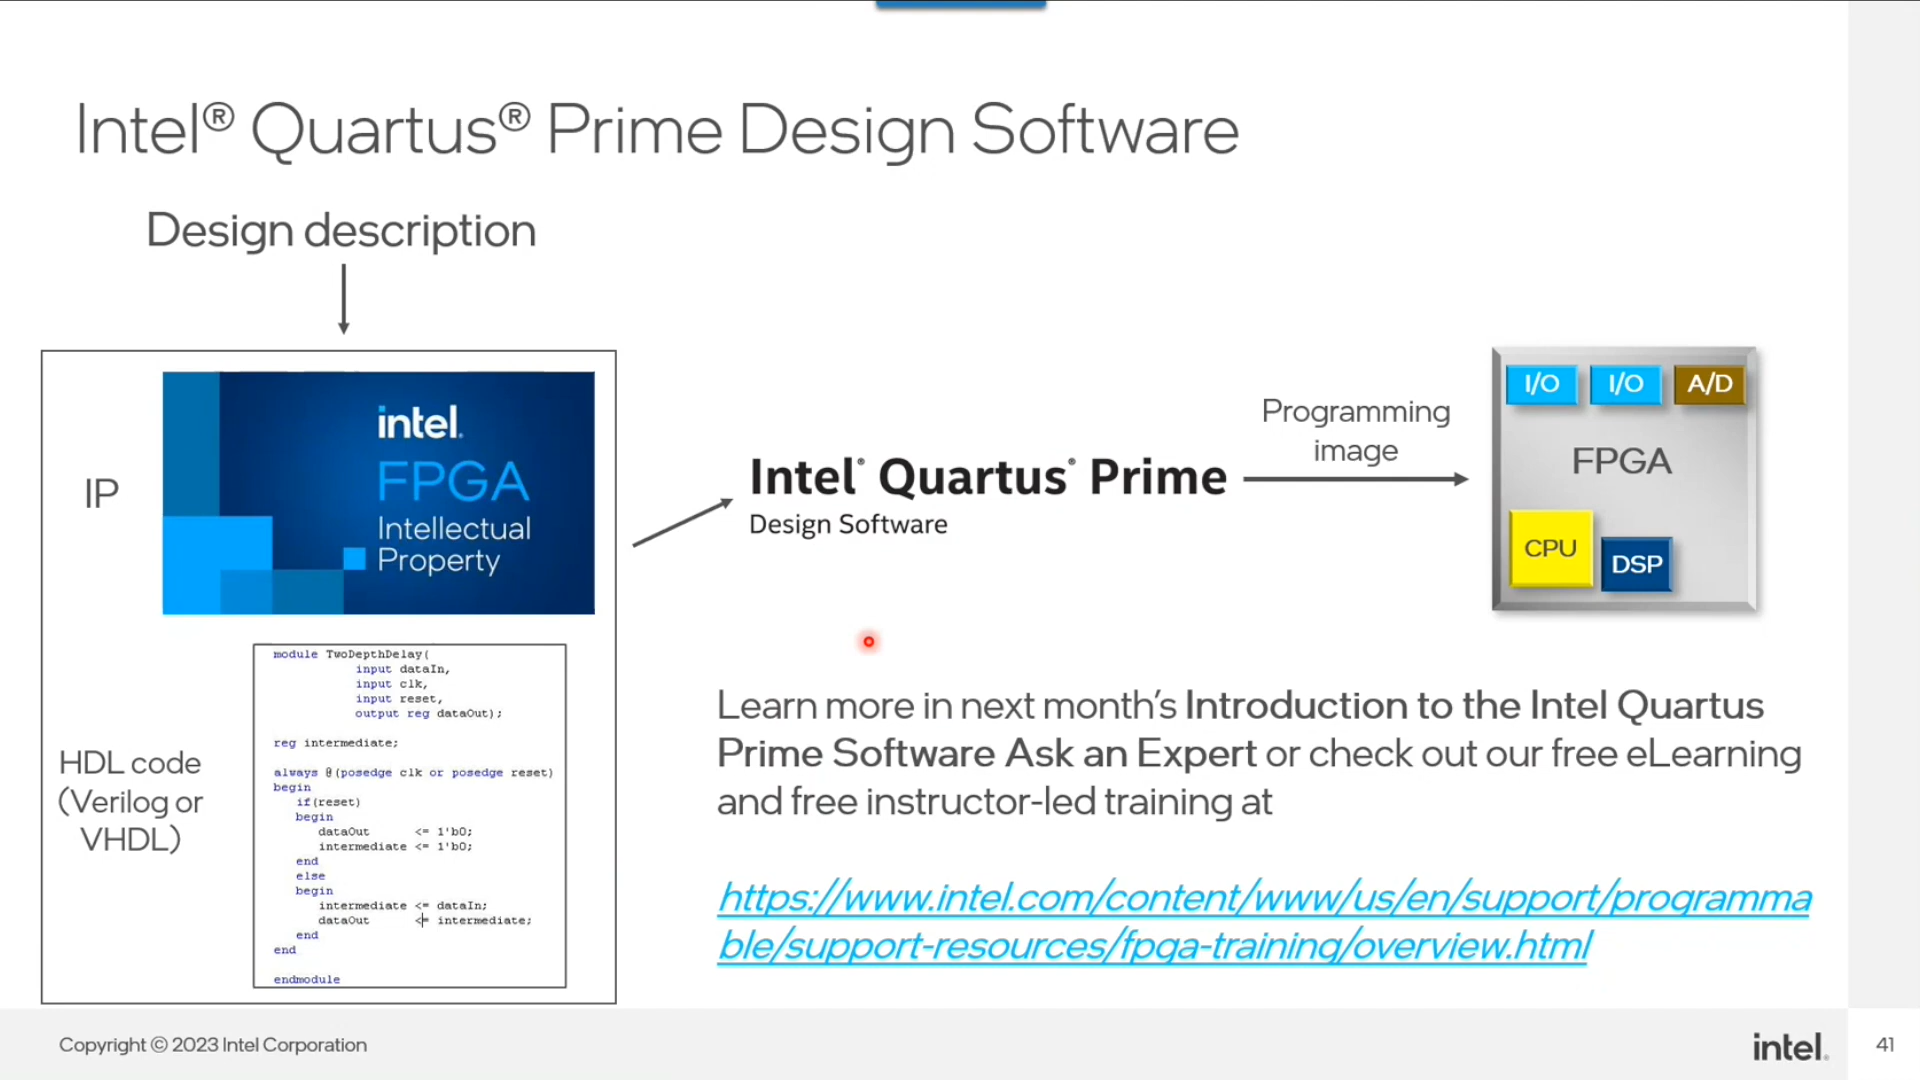 Intel® Quartus® Prime Design Software
Design description
IP
intel.
FPGA
Intellectual
Property
HDL code
(Verilog or
VHDL)
module TwoDepthDelay(
input dataIn,
input clk,
input reset,
output reg dataOut);
reg intermediate;
always @(posedge clk or posedge reset)
begin
if(reset)
begin
dataOut <= 1'b0;
intermediate <= 1'b0;
end
else
begin
intermediate <= dataIn;
dataOut <= intermediate;
end
end
endmodule
Intel® Quartus® Prime
Design Software
Programming
image
I/O I/O A/D
FPGA
CPU
DSP
Learn more in next month's Introduction to the Intel Quartus
Prime Software Ask an Expert or check out our free eLearning
and free instructor-led training at
https://www.intel.com/content/www/us/en/support/programma
ble/support-resources/fpga-training/overview.html
Copyright © 2023 Intel Corporation
intel.
41